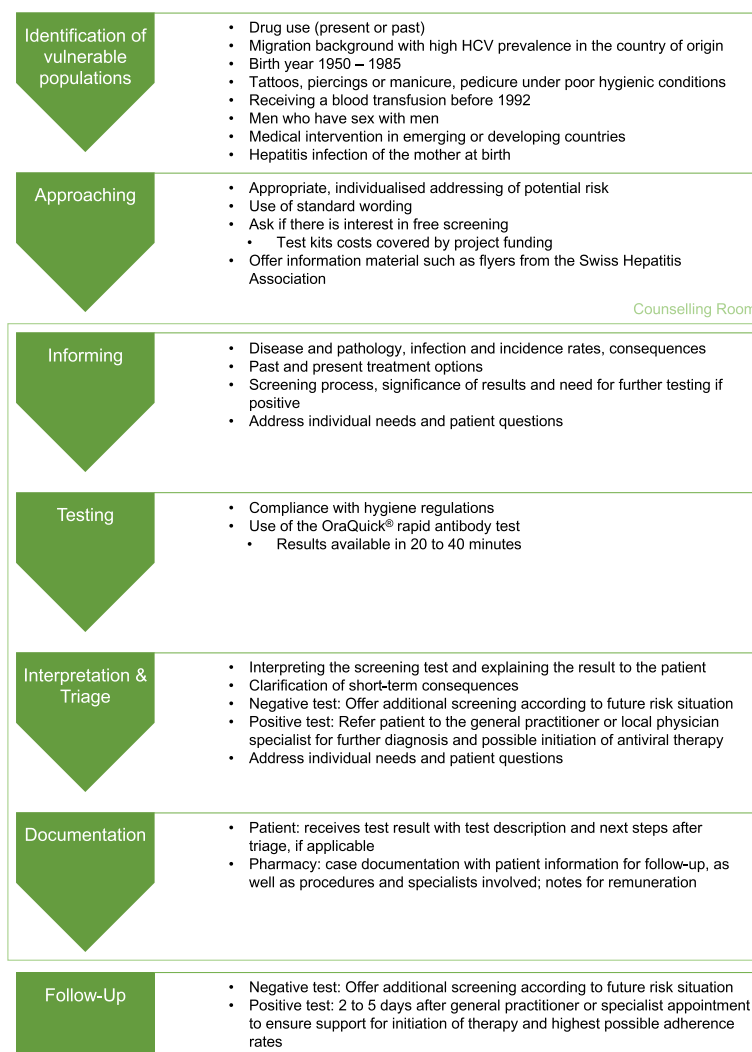 Identification of
vulnerable
populations
• Drug use (present or past)
• Migration background with high HCV prevalence in the country of origin
• Birth year 1950 – 1985
• Tattoos, piercings or manicure, pedicure under poor hygienic conditions
• Receiving a blood transfusion before 1992
• Men who have sex with men
• Medical intervention in emerging or developing countries
• Hepatitis infection of the mother at birth
Approaching
• Appropriate, individualised addressing of potential risk
• Use of standard wording
• Ask if there is interest in free screening
• Test kits costs covered by project funding
• Offer information material such as flyers from the Swiss Hepatitis
Association
Counselling Room
Informing
• Disease and pathology, infection and incidence rates, consequences
• Past and present treatment options
• Screening process, significance of results and need for further testing if
positive
• Address individual needs and patient questions
Testing
• Compliance with hygiene regulations
• Use of the OraQuick® rapid antibody test
• Results available in 20 to 40 minutes
Interpretation &
Triage
• Interpreting the screening test and explaining the result to the patient
• Clarification of short-term consequences
• Negative test: Offer additional screening according to future risk situation
• Positive test: Refer patient to the general practitioner or local physician
specialist for further diagnosis and possible initiation of antiviral therapy
• Address individual needs and patient questions
Documentation
• Patient: receives test result with test description and next steps after
triage, if applicable
• Pharmacy: case documentation with patient information for follow-up, as
well as procedures and specialists involved; notes for remuneration
Follow-Up
• Negative test: Offer additional screening according to future risk situation
• Positive test: 2 to 5 days after general practitioner or specialist appointment
to ensure support for initiation of therapy and highest possible adherence
rates